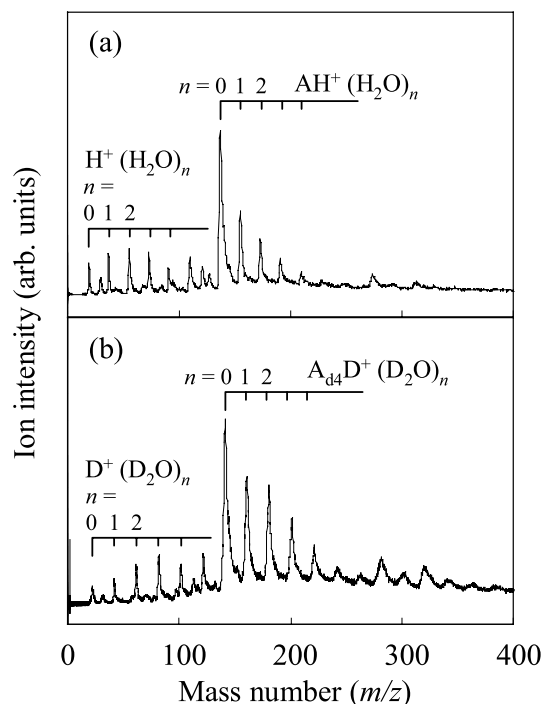 (a)
n = 0 1 2 AH⁺ (H₂O)ₙ
H⁺ (H₂O)ₙ
n =
0 1 2
(b)
n = 0 1 2 A_d4D⁺ (D₂O)ₙ
D⁺ (D₂O)ₙ
n =
0 1 2
Ion intensity (arb. units)
0 100 200 300 400
Mass number (m/z)